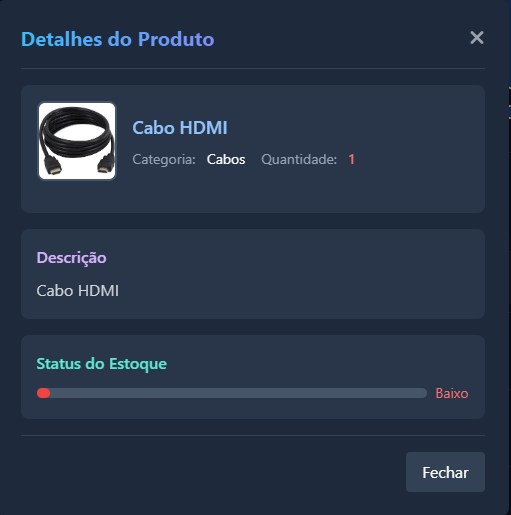 Detalhes do Produto
Cabo HDMI
Categoria: Cabos Quantidade: 1
Descrição
Cabo HDMI
Status do Estoque
Baixo
Fechar